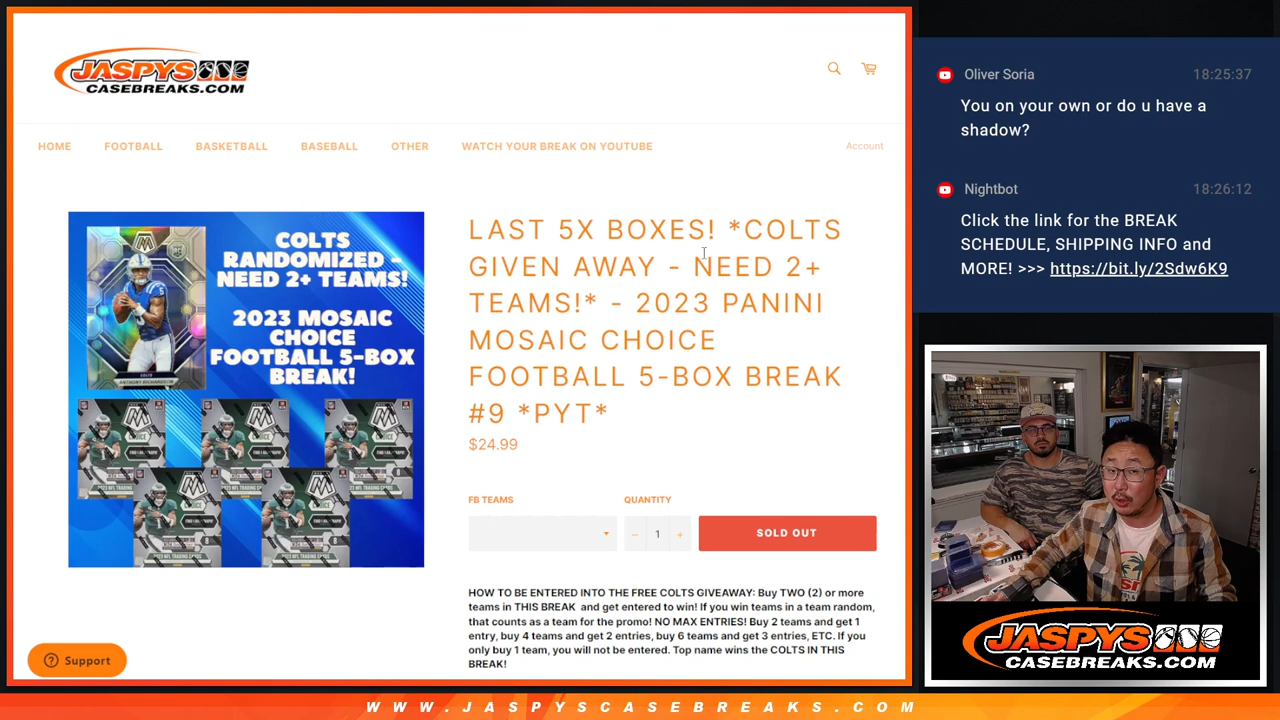 JASPYS
CASEBREAKS.COM
HOME FOOTBALL BASKETBALL BASEBALL OTHER WATCH YOUR BREAK ON YOUTUBE Account
COLTS
RANDOMIZED -
NEED 2+ TEAMS!
2023 MOSAIC
CHOICE
FOOTBALL 5-BOX
BREAK!
COLTS
ANTHONY RICHARDSON
LAST 5X BOXES! *COLTS
GIVEN AWAY - NEED 2+
TEAMS!* - 2023 PANINI
MOSAIC CHOICE
FOOTBALL 5-BOX BREAK
#9 *PYT*
$24.99
FB TEAMS QUANTITY
− 1 + SOLD OUT
HOW TO BE ENTERED INTO THE FREE COLTS GIVEAWAY: Buy TWO (2) or more
teams in THIS BREAK and get entered to win! If you win teams in a team random,
that counts as a team for the promo! NO MAX ENTRIES! Buy 2 teams and get 1
entry, buy 4 teams and get 2 entries, buy 6 teams and get 3 entries, ETC. If you
only buy 1 team, you will not be entered. Top name wins the COLTS IN THIS
BREAK!
Support
Oliver Soria 18:25:37
You on your own or do u have a
shadow?
Nightbot 18:26:12
Click the link for the BREAK
SCHEDULE, SHIPPING INFO and
MORE! >>> https://bit.ly/2Sdw6K9
JASPYS
CASEBREAKS.COM
WWW.JASPYSCASEBREAKS.COM